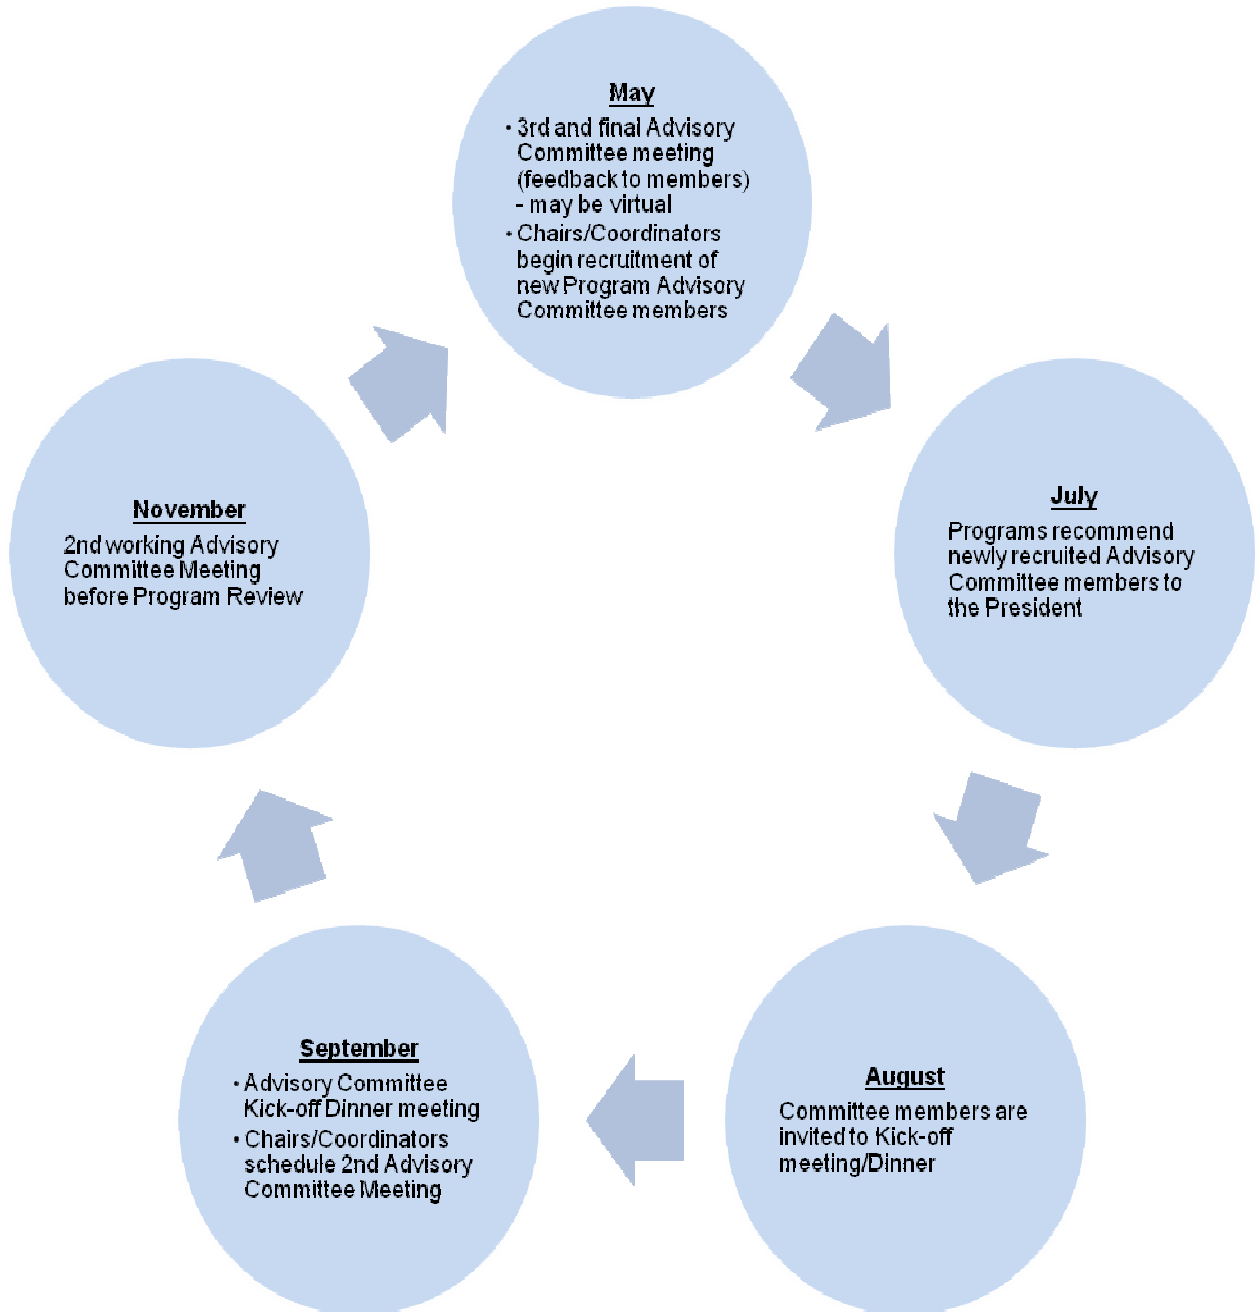 May
• 3rd and final Advisory
Committee meeting
(feedback to members)
- may be virtual
• Chairs/Coordinators
begin recruitment of
new Program Advisory
Committee members
July
Programs recommend
newly recruited Advisory
Committee members to
the President
August
Committee members are
invited to Kick-off
meeting/Dinner
September
• Advisory Committee
Kick-off Dinner meeting
• Chairs/Coordinators
schedule 2nd Advisory
Committee Meeting
November
2nd working Advisory
Committee Meeting
before Program Review